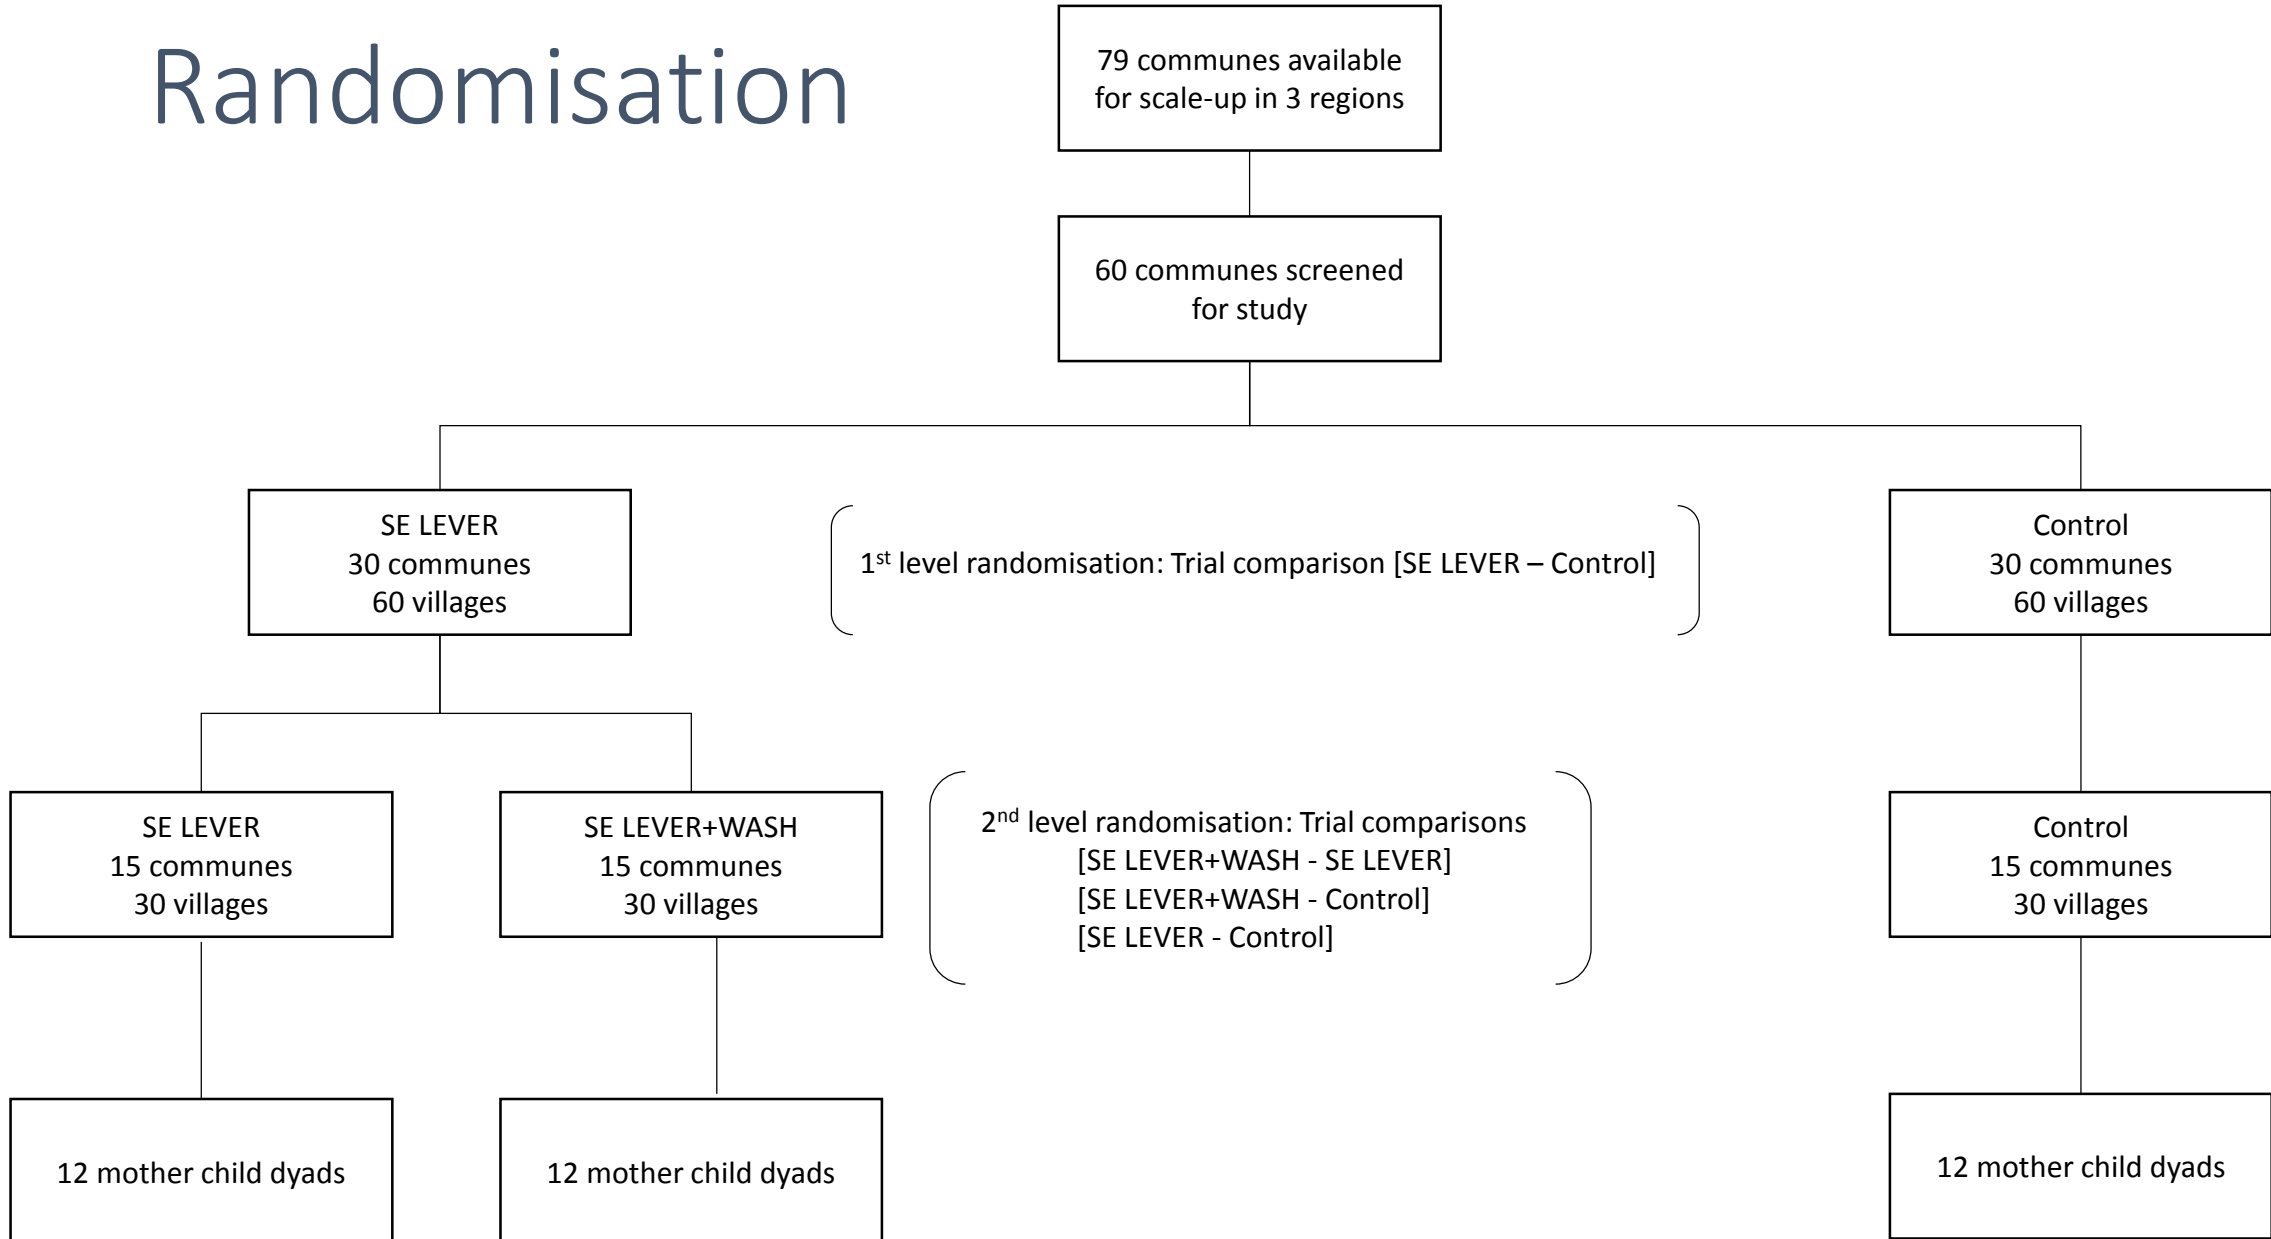 Randomisation
79 communes available
for scale-up in 3 regions
60 communes screened
for study
SE LEVER
30 communes
60 villages
1st level randomisation: Trial comparison [SE LEVER – Control]
Control
30 communes
60 villages
SE LEVER
15 communes
30 villages
SE LEVER+WASH
15 communes
30 villages
2nd level randomisation: Trial comparisons
[SE LEVER+WASH - SE LEVER]
[SE LEVER+WASH - Control]
[SE LEVER - Control]
Control
15 communes
30 villages
12 mother child dyads
12 mother child dyads
12 mother child dyads